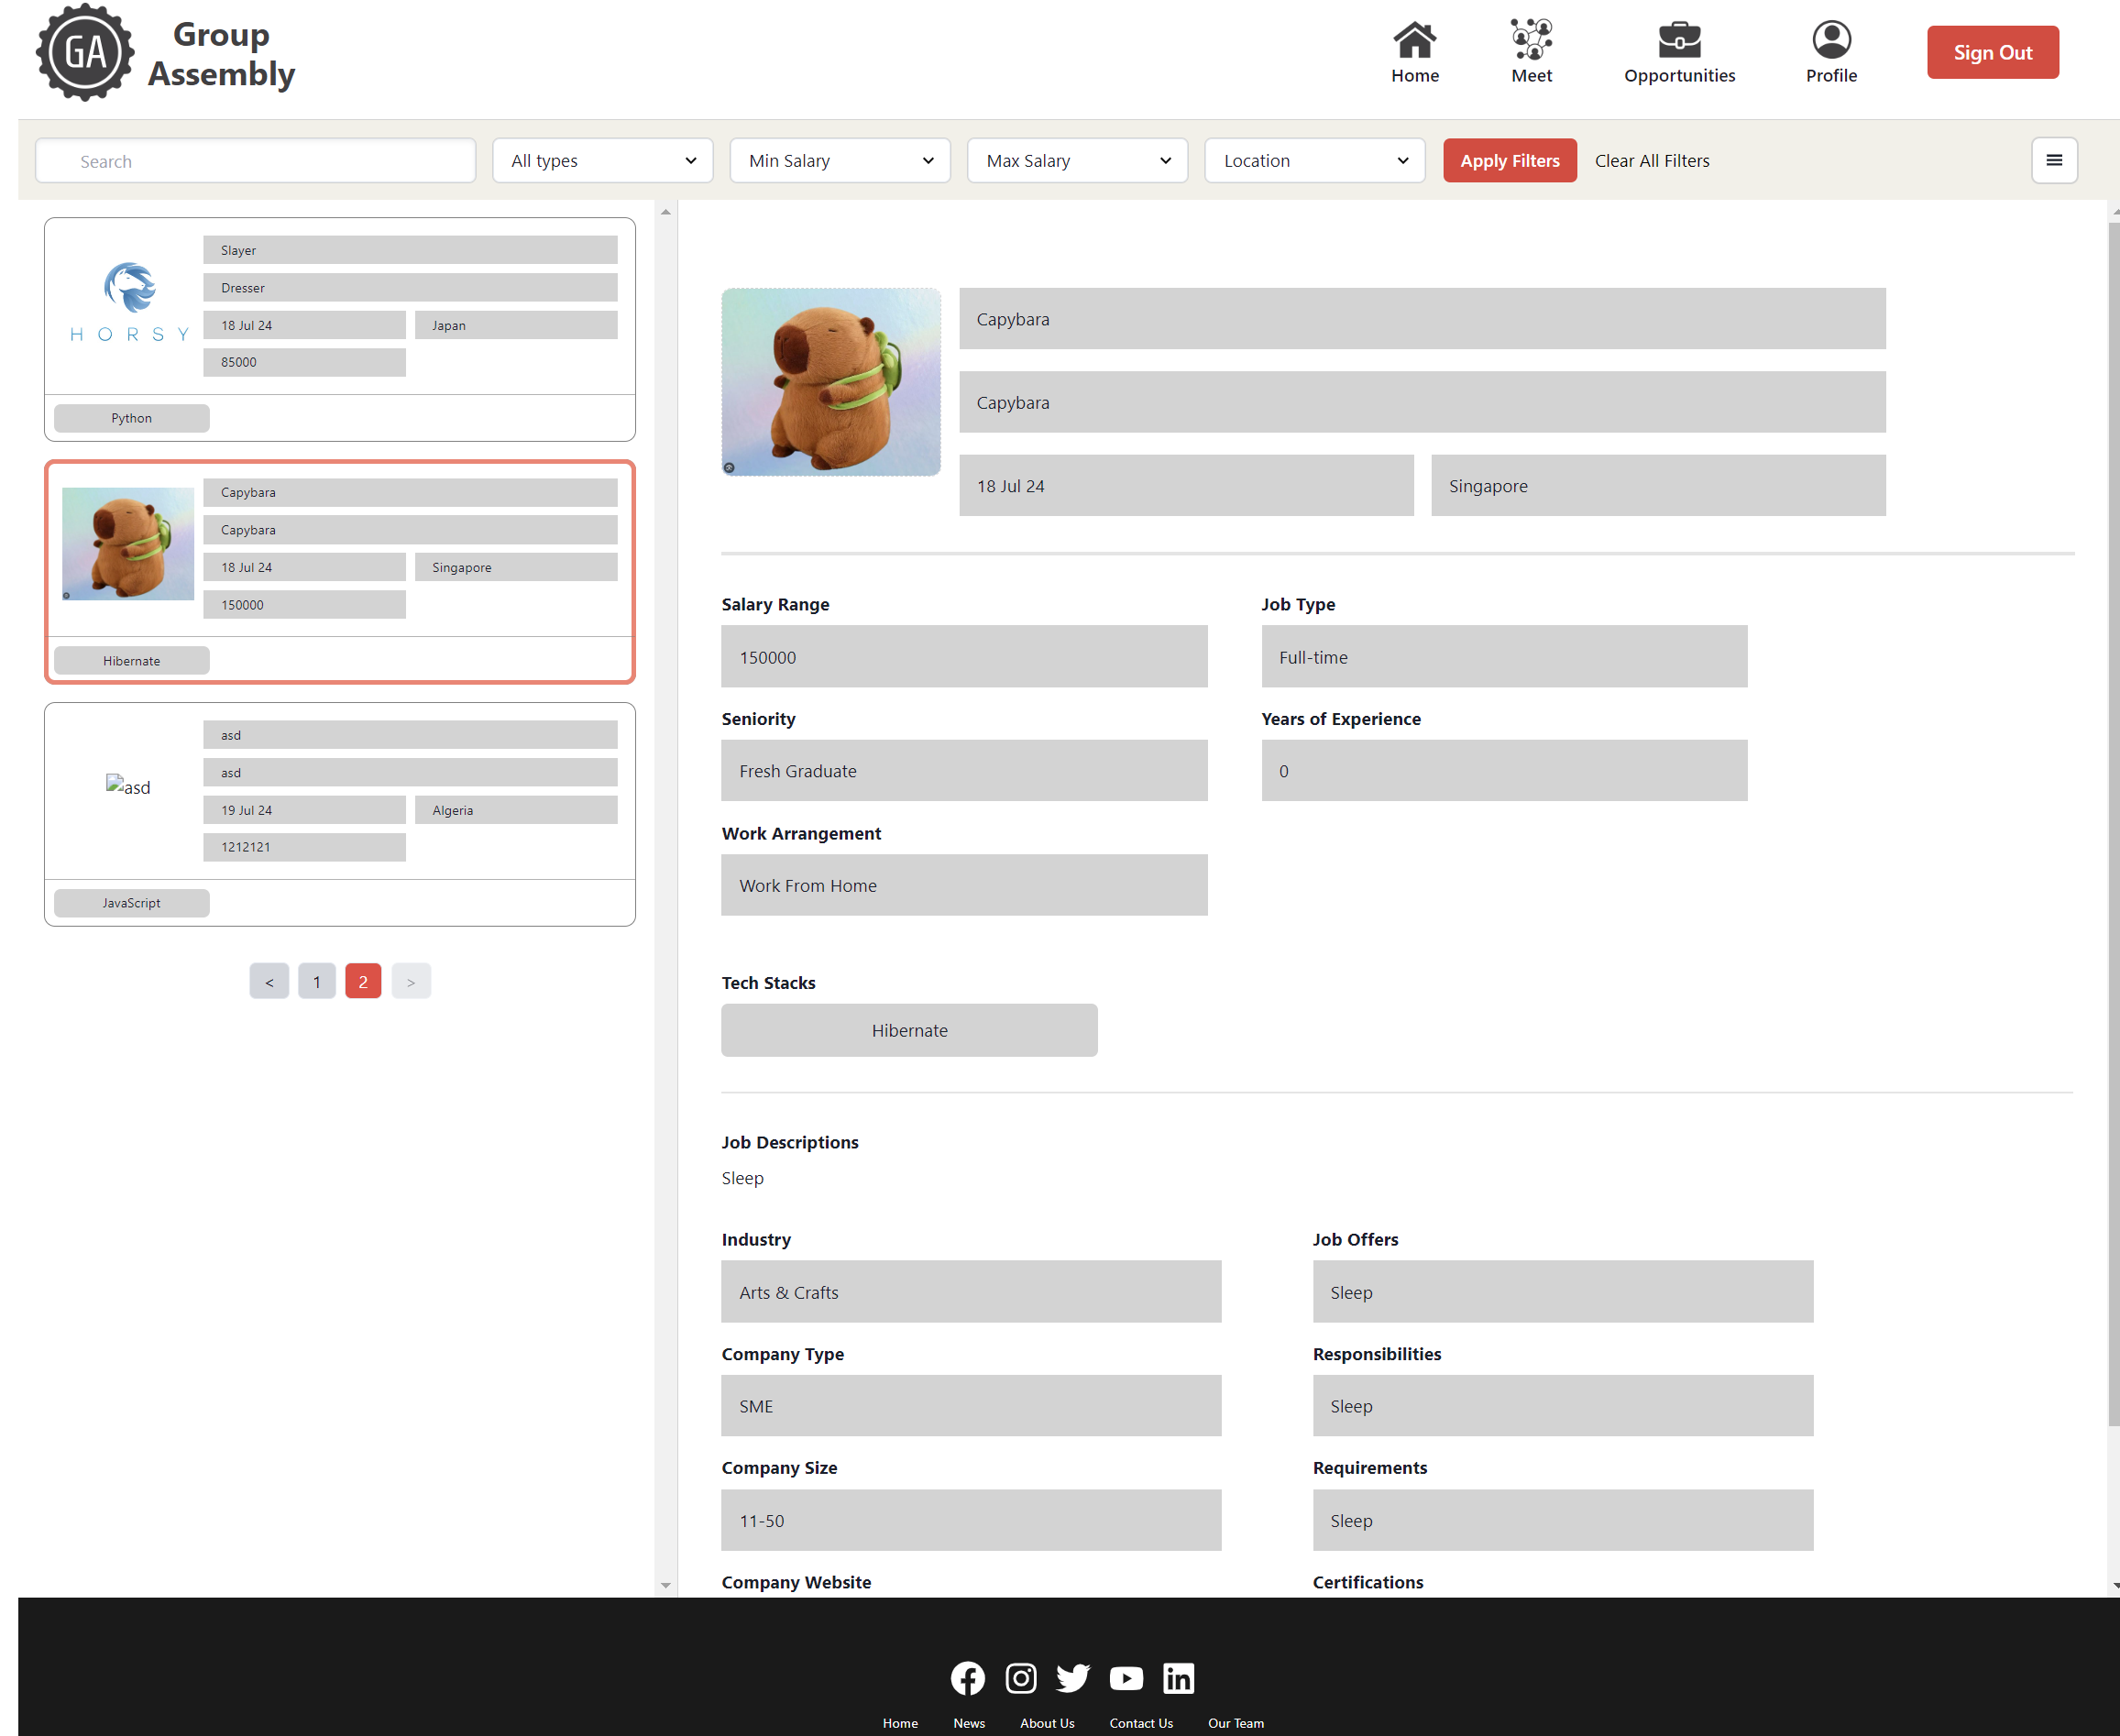 GA
Group
Assembly
Home
Meet
Opportunities
Profile
Sign Out
Search
All types
Min Salary
Max Salary
Location
Apply Filters
Clear All Filters
HORSY
Slayer
Dresser
18 Jul 24
Japan
85000
Python
Capybara
Capybara
18 Jul 24
Singapore
150000
Hibernate
asd
asd
asd
19 Jul 24
Algeria
1212121
JavaScript
<
1
2
>
Capybara
Capybara
18 Jul 24
Singapore
Salary Range
150000
Job Type
Full-time
Seniority
Fresh Graduate
Years of Experience
0
Work Arrangement
Work From Home
Tech Stacks
Hibernate
Job Descriptions
Sleep
Industry
Arts & Crafts
Job Offers
Sleep
Company Type
SME
Responsibilities
Sleep
Company Size
11-50
Requirements
Sleep
Company Website
Certifications
Home
News
About Us
Contact Us
Our Team